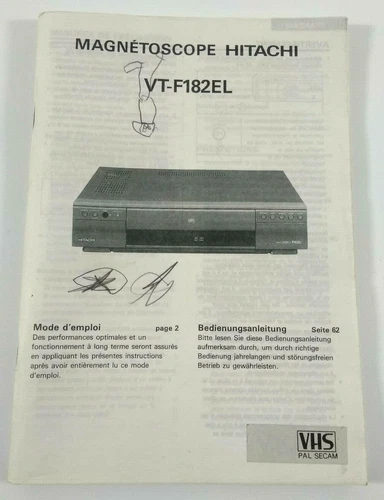 MAGNÉTOSCOPE HITACHI
VT-F182EL
HITACHI
Mode d'emploi page 2
Des performances optimales et un
fonctionnement à long terme seront assurés
en appliquant les présentes instructions
après avoir entièrement lu ce mode
d'emploi.
Bedienungsanleitung Seite 62
Bitte lesen Sie diese Bedienungsanleitung
aufmerksam durch, um durch richtige
Bedienung jahrelangen und störungsfreien
Betrieb zu gewährleisten.
VHS
PAL SECAM